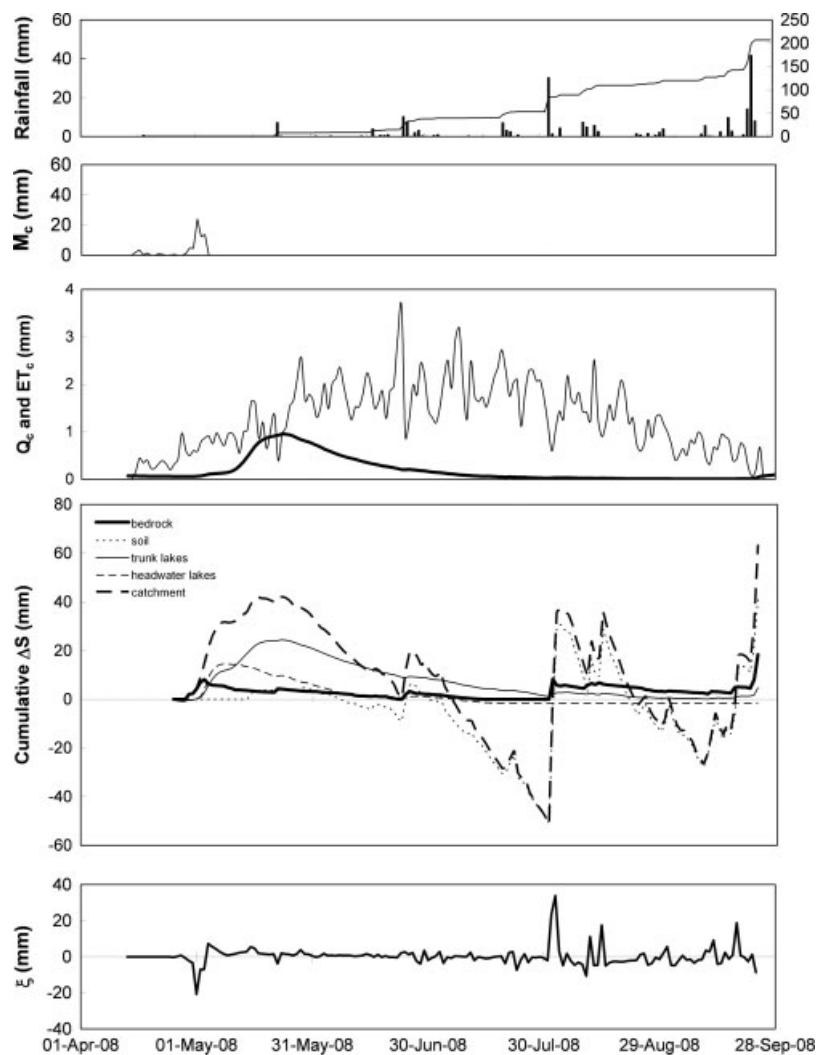 Rainfall (mm)
60
40
20
0
250
200
150
100
50
0
M_c (mm)
60
40
20
0
Q_c and ET_c (mm)
4
3
2
1
0
Cumulative ΔS (mm)
80
60
40
20
0
-20
-40
-60
bedrock
soil
trunk lakes
headwater lakes
catchment
ξ (mm)
40
20
0
-20
-40
01-Apr-08 01-May-08 31-May-08 30-Jun-08 30-Jul-08 29-Aug-08 28-Sep-08